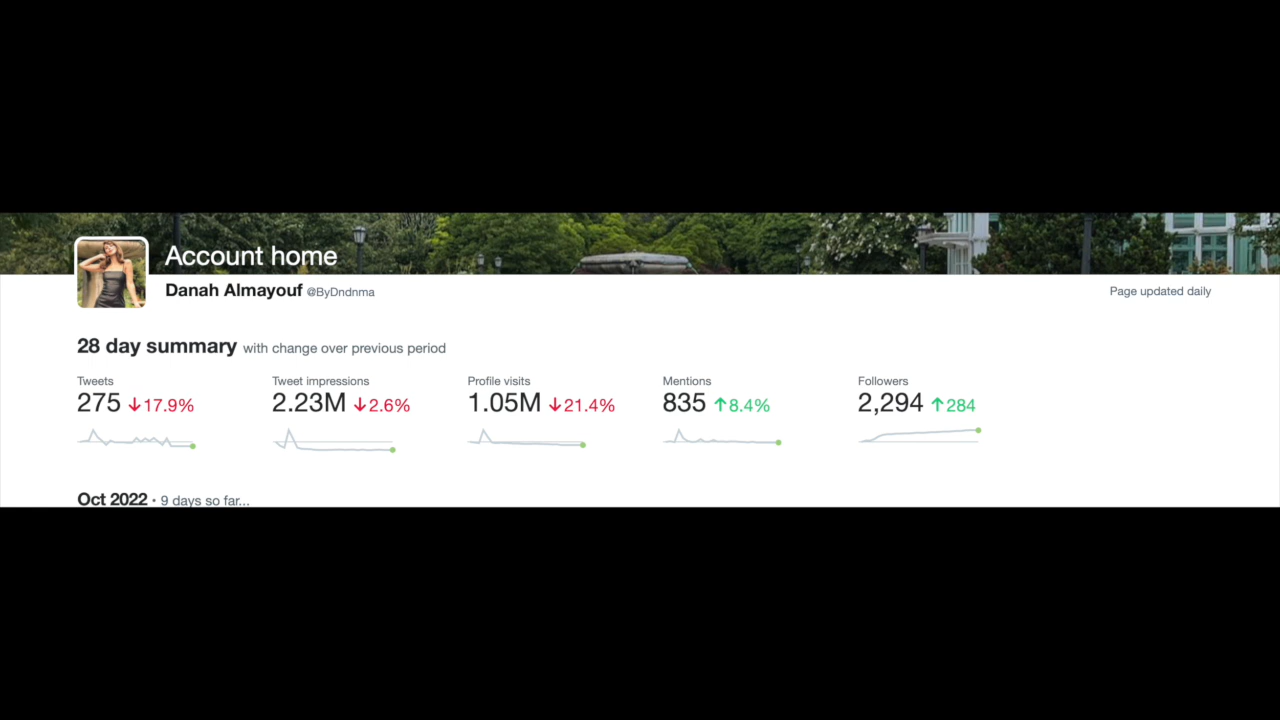 Account home
Danah Almayouf @ByDndnma
Page updated daily
28 day summary with change over previous period
Tweets Tweet impressions Profile visits Mentions Followers
275 ↓17.9% 2.23M ↓2.6% 1.05M ↓21.4% 835 ↑8.4% 2,294 ↑284
Oct 2022 • 9 days so far...